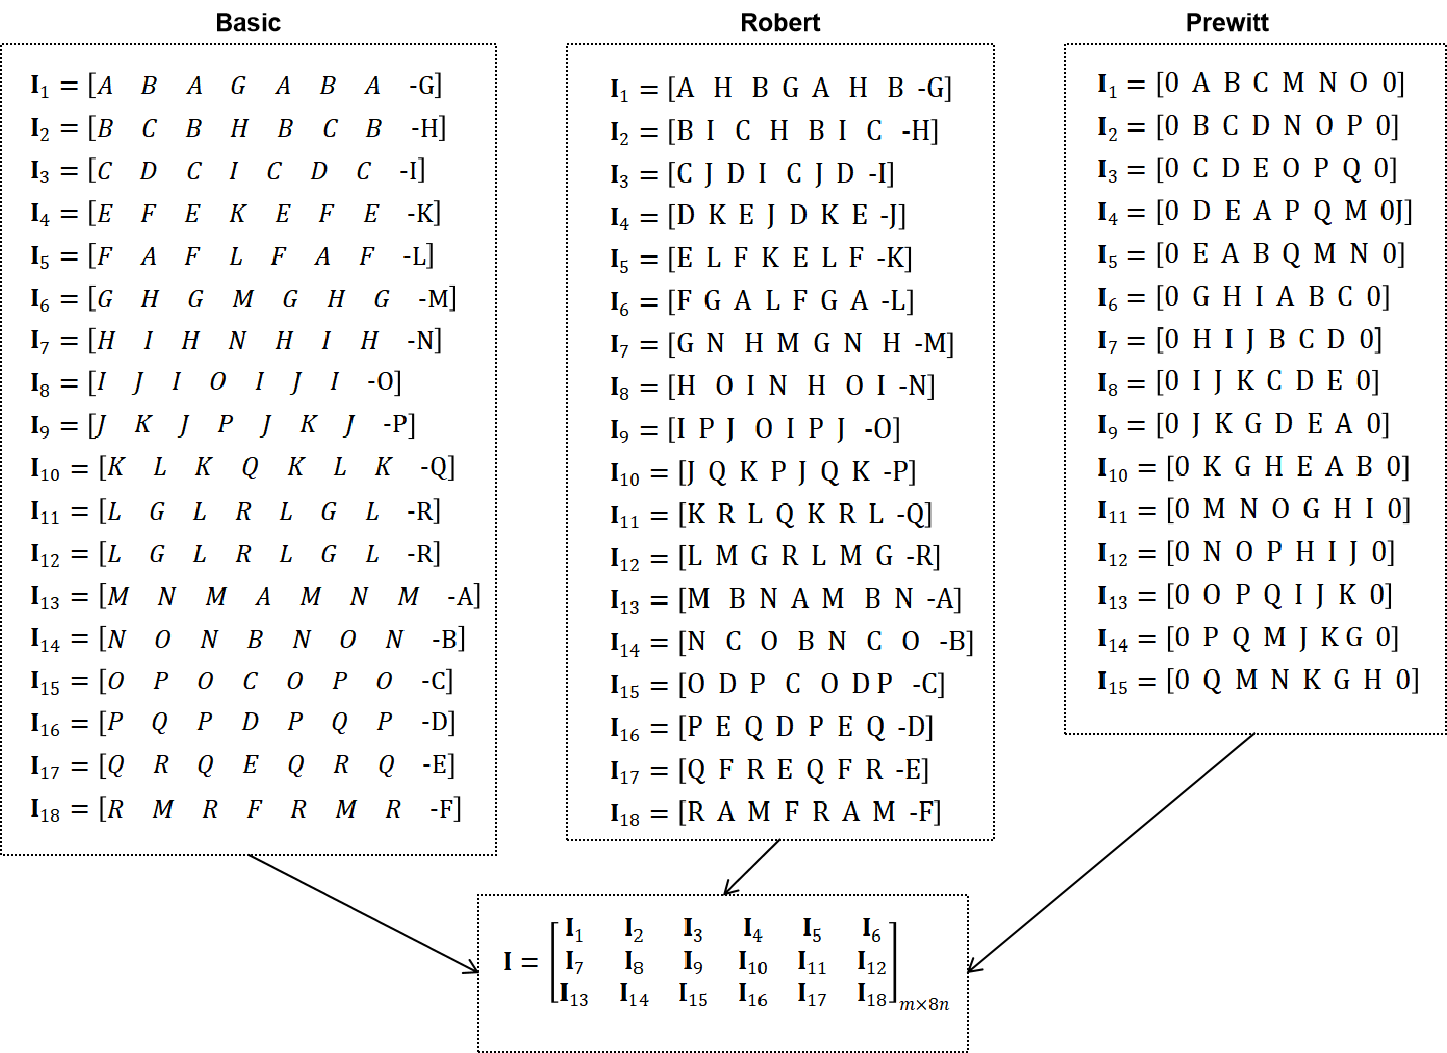 Basic
I1 = [A B A G A B A -G]
I2 = [B C B H B C B -H]
I3 = [C D C I C D C -I]
I4 = [E F E K E F E -K]
I5 = [F A F L F A F -L]
I6 = [G H G M G H G -M]
I7 = [H I H N H I H -N]
I8 = [I J I O I J I -O]
I9 = [J K J P J K J -P]
I10 = [K L K Q K L K -Q]
I11 = [L G L R L G L -R]
I12 = [L G L R L G L -R]
I13 = [M N M A M N M -A]
I14 = [N O N B N O N -B]
I15 = [O P O C O P O -C]
I16 = [P Q P D P Q P -D]
I17 = [Q R Q E Q R Q -E]
I18 = [R M R F R M R -F]
Robert
I1 = [A H B G A H B -G]
I2 = [B I C H B I C -H]
I3 = [C J D I C J D -I]
I4 = [D K E J D K E -J]
I5 = [E L F K E L F -K]
I6 = [F G A L F G A -L]
I7 = [G N H M G N H -M]
I8 = [H O I N H O I -N]
I9 = [I P J O I P J -O]
I10 = [J Q K P J Q K -P]
I11 = [K R L Q K R L -Q]
I12 = [L M G R L M G -R]
I13 = [M B N A M B N -A]
I14 = [N C O B N C O -B]
I15 = [O D P C O D P -C]
I16 = [P E Q D P E Q -D]
I17 = [Q F R E Q F R -E]
I18 = [R A M F R A M -F]
Prewitt
I1 = [0 A B C M N O 0]
I2 = [0 B C D N O P 0]
I3 = [0 C D E O P Q 0]
I4 = [0 D E A P Q M 0J]
I5 = [0 E A B Q M N 0]
I6 = [0 G H I A B C 0]
I7 = [0 H I J B C D 0]
I8 = [0 I J K C D E 0]
I9 = [0 J K G D E A 0]
I10 = [0 K G H E A B 0]
I11 = [0 M N O G H I 0]
I12 = [0 N O P H I J 0]
I13 = [0 O P Q I J K 0]
I14 = [0 P Q M J K G 0]
I15 = [0 Q M N K G H 0]
I1 I2 I3 I4 I5 I6
I = [I7 I8 I9 I10 I11 I12]
I13 I14 I15 I16 I17 I18 m×8n